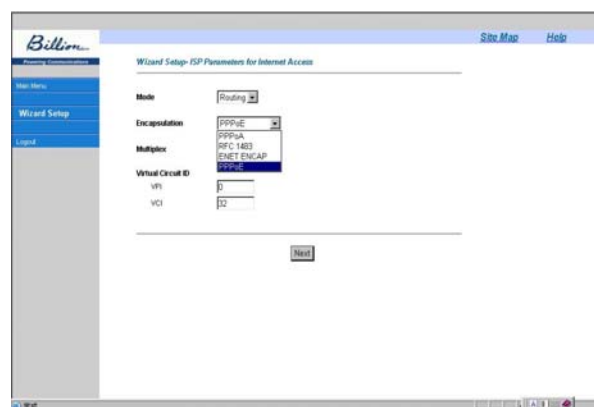 Billion
Powering Communications
Site Map Help
Wizard Setup- ISP Parameters for Internet Access
Main Menu
Wizard Setup
Logout
Mode Routing
Encapsulation PPPoE
PPPoA
RFC 1483
ENET ENCAP
PPPoE
Multiplex
Virtual Circuit ID
VPI 0
VCI 32
Next